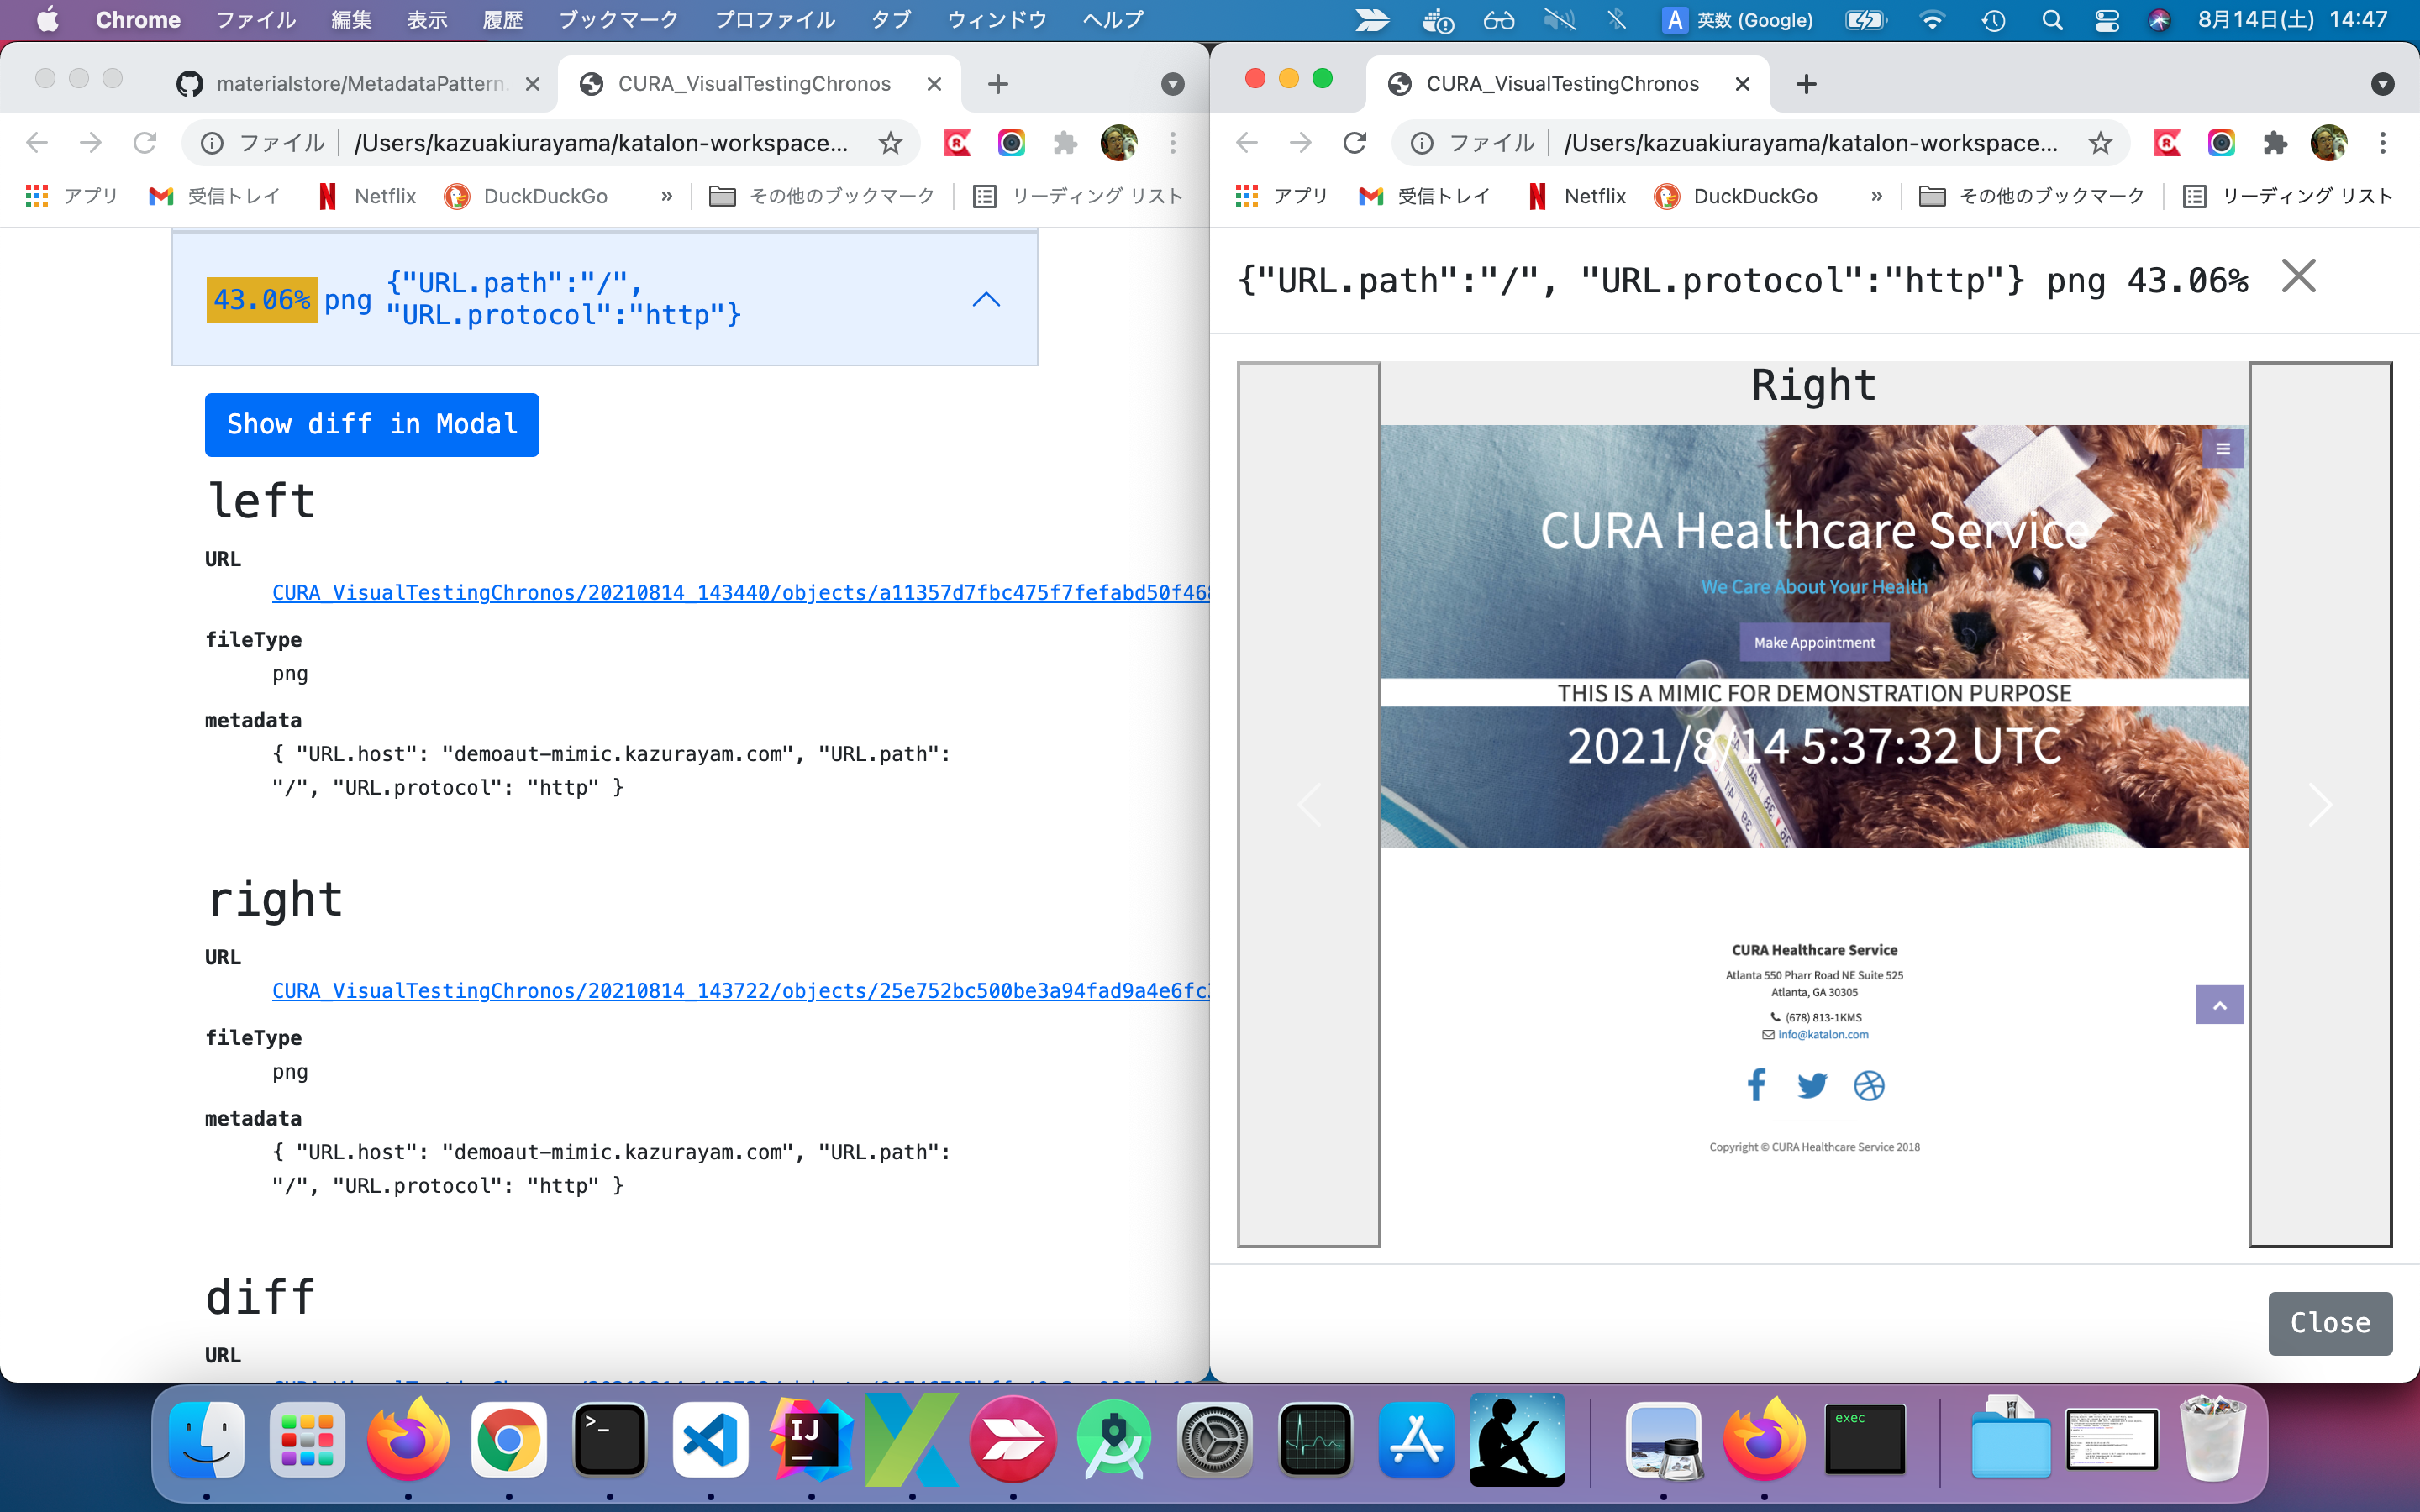 Chrome ファイル 編集 表示 履歴 ブックマーク プロファイル タブ ウィンドウ ヘルプ A 英数 (Google) 8月14日(土) 14:47
materialstore/MetadataPattern.
CURA_VisualTestingChronos
ファイル /Users/kazuakiurayama/katalon-workspace...
アプリ 受信トレイ Netflix DuckDuckGo » その他のブックマーク リーディング リスト
43.06% png {"URL.path":"/",
"URL.protocol":"http"}
Show diff in Modal
left
URL
CURA_VisualTestingChronos/20210814_143440/objects/a11357d7fbc475f7fefabd50f46
fileType
png
metadata
{ "URL.host": "demoaut-mimic.kazurayam.com", "URL.path":
"/", "URL.protocol": "http" }
right
URL
CURA_VisualTestingChronos/20210814_143722/objects/25e752bc500be3a94fad9a4e6fc
fileType
png
metadata
{ "URL.host": "demoaut-mimic.kazurayam.com", "URL.path":
"/", "URL.protocol": "http" }
diff
URL
CURA_VisualTestingChronos
ファイル /Users/kazuakiurayama/katalon-workspace...
アプリ 受信トレイ Netflix DuckDuckGo » その他のブックマーク リーディング リスト
{"URL.path":"/", "URL.protocol":"http"} png 43.06%
Right
CURA Healthcare Service
We Care About Your Health
Make Appointment
THIS IS A MIMIC FOR DEMONSTRATION PURPOSE
2021/8/14 5:37:32 UTC
CURA Healthcare Service
Atlanta 550 Pharr Road NE Suite 525
Atlanta, GA 30305
(678) 813-1KMS
info@katalon.com
Copyright © CURA Healthcare Service 2018
Close
IJ
exec